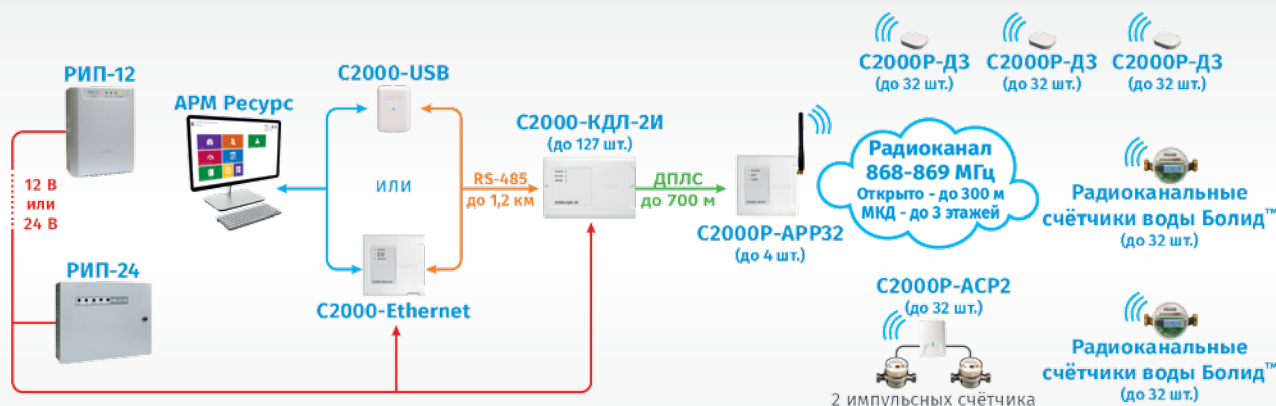 РИП-12
12 В
или
24 В
РИП-24
АРМ Ресурс
С2000-USB
или
С2000-Ethernet
RS-485
до 1,2 км
С2000-КДЛ-2И
(до 127 шт.)
ДПЛС
до 700 м
С2000Р-АРР32
(до 4 шт.)
Радиоканал
868-869 МГц
Открыто - до 300 м
МКД - до 3 этажей
С2000Р-ДЗ
(до 32 шт.)
С2000Р-ДЗ
(до 32 шт.)
С2000Р-ДЗ
(до 32 шт.)
Радиоканальные
счётчики воды Болид™
(до 32 шт.)
С2000Р-АСР2
(до 32 шт.)
2 импульсных счётчика
Радиоканальные
счётчики воды Болид™
(до 32 шт.)